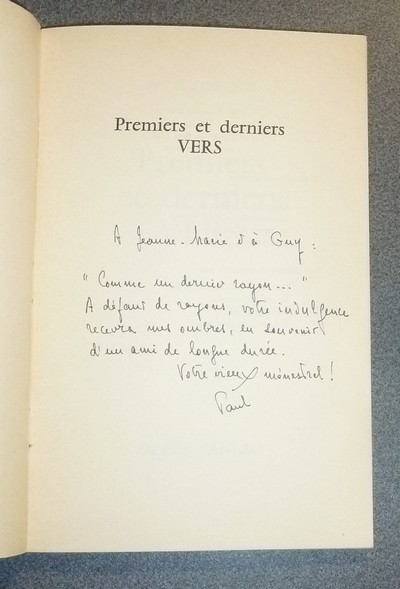 Premiers et derniers
VERS
A Jeanne-Marie et à Guy :
"Comme un dernier rayon... "
A défaut de rayons, votre indulgence
recevra mes ombres, en souvenir
d'un ami de longue durée.
Votre vieux ménestrel !
Paul